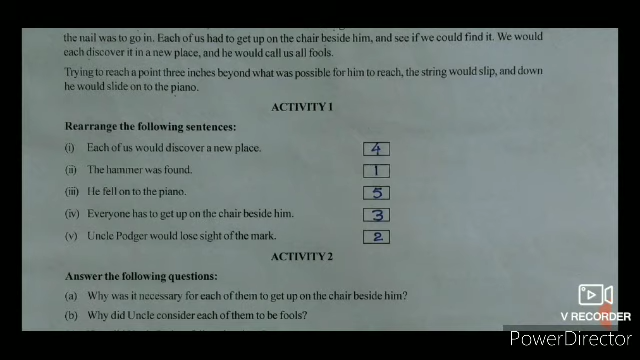 the nail was to go in. Each of us had to get up on the chair beside him, and see if we could find it. We would
each discover it in a new place, and he would call us all fools.
Trying to reach a point three inches beyond what was possible for him to reach, the string would slip, and down
he would slide on to the piano.
ACTIVITY 1
Rearrange the following sentences:
(i) Each of us would discover a new place. 4
(ii) The hammer was found. 1
(iii) He fell on to the piano. 5
(iv) Everyone has to get up on the chair beside him. 3
(v) Uncle Podger would lose sight of the mark. 2
ACTIVITY 2
Answer the following questions:
(a) Why was it necessary for each of them to get up on the chair beside him?
(b) Why did Uncle consider each of them to be fools?
V RECORDER
PowerDirector